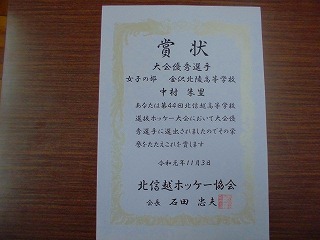 賞状
大会優秀選手
女子の部 金沢北陵高等学校
中村 朱里
あなたは第44回北信越高等学校
選抜ホッケー大会において大会優
秀選手に選出されましたのでその栄
誉をたたえこれを賞します
令和元年11月3日
北信越ホッケー協会
会長 石田 忠夫